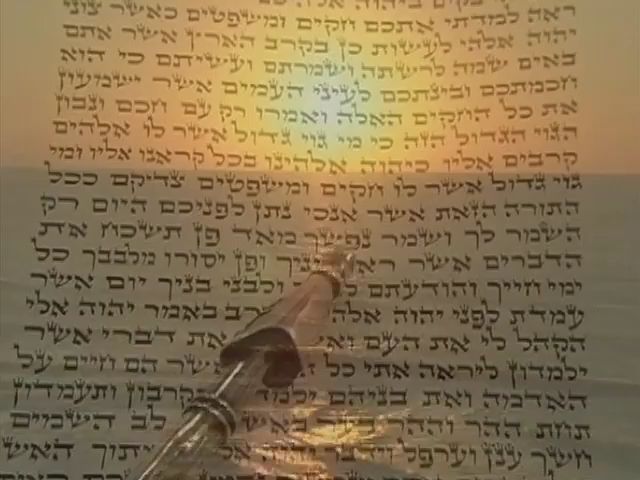 ביהוה
ראה למדתי אתכם חקים ומשפטים כאשר צוני
יהוה אלהי לעשות כן בקרב הארץ אשר אתם
באים שמה לרשתה ושמרתם ועשיתם כי הוא
חכמתכם ובינתכם לעיני העמים אשר ישמעון
את כל החקים האלה ואמרו רק עם חכם ונבון
הגוי הגדול הזה כי מי גוי גדול אשר לו אלהים
קרבים אליו כיהוה אלהינו בכל קראנו אליו ומי
גוי גדול אשר לו חקים ומשפטים צדיקם ככל
התורה הזאת אשר אנכי נתן לפניכם היום רק
השמר לך ושמר נפשך מאד פן תשכח את
הדברים אשר ופן יסורו מלבבך כל
ימי חייך והודעתם ולבני בניך יום אשר
עמדת לפני יהוה באמר יהוה אלי
הקהל לי את העם את דברי אשר
ילמדון ליראה אתי כל אשר הם חיים על
האדמה ואת בניהם ותעמדון
תחת ההר וההר בער באש לב השמים
חשך ענן וערפל וידבר יהוה מתוך האש